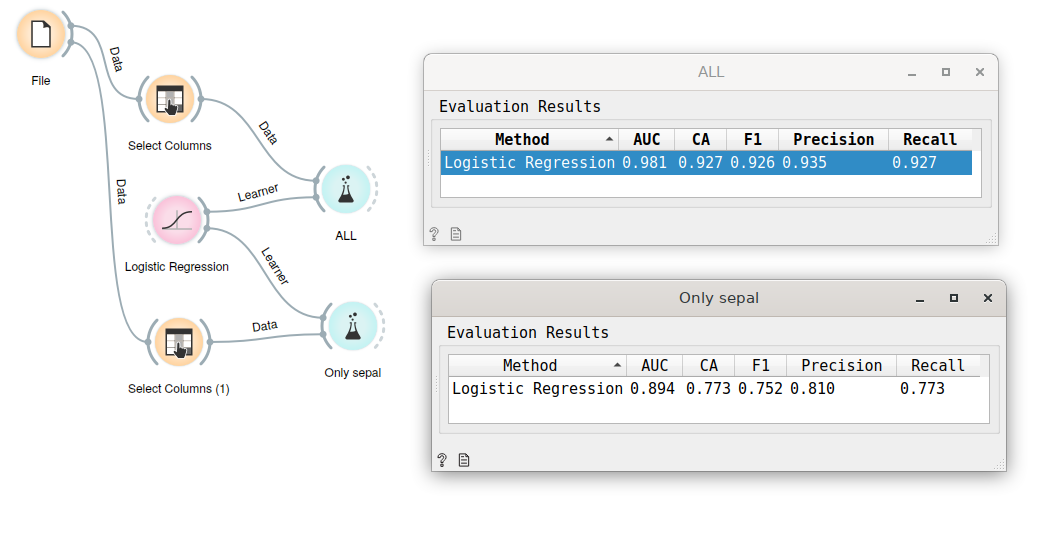 File
Data
Select Columns
Data
Data
Learner
ALL
Logistic Regression
Learner
Data
Only sepal
Select Columns (1)
ALL
Evaluation Results
Method AUC CA F1 Precision Recall
Logistic Regression 0.981 0.927 0.926 0.935 0.927
?
Only sepal
Evaluation Results
Method AUC CA F1 Precision Recall
Logistic Regression 0.894 0.773 0.752 0.810 0.773
?